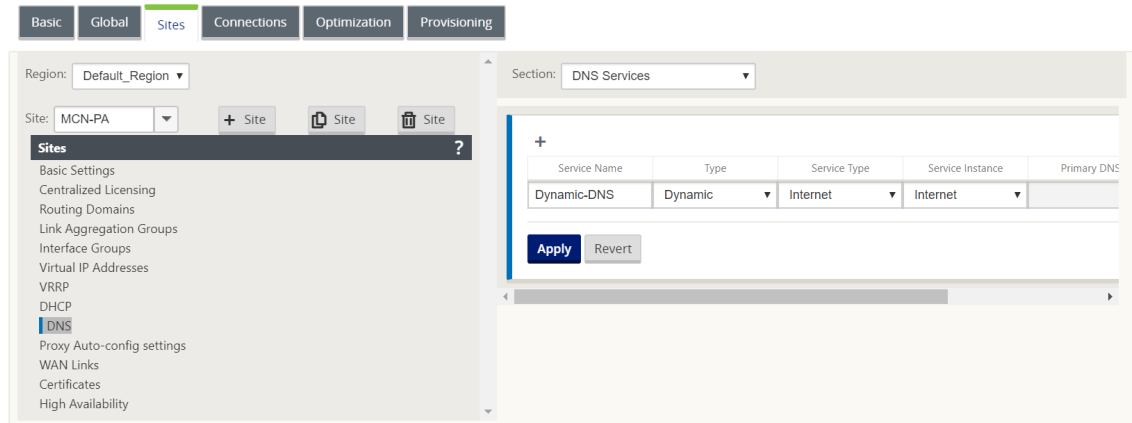 Basic Global Sites Connections Optimization Provisioning
Region: Default_Region
Site: MCN-PA + Site Site Site
Sites ?
Basic Settings
Centralized Licensing
Routing Domains
Link Aggregation Groups
Interface Groups
Virtual IP Addresses
VRRP
DHCP
DNS
Proxy Auto-config settings
WAN Links
Certificates
High Availability
Section: DNS Services
+
Service Name Type Service Type Service Instance Primary DNS
Dynamic-DNS Dynamic Internet Internet
Apply Revert